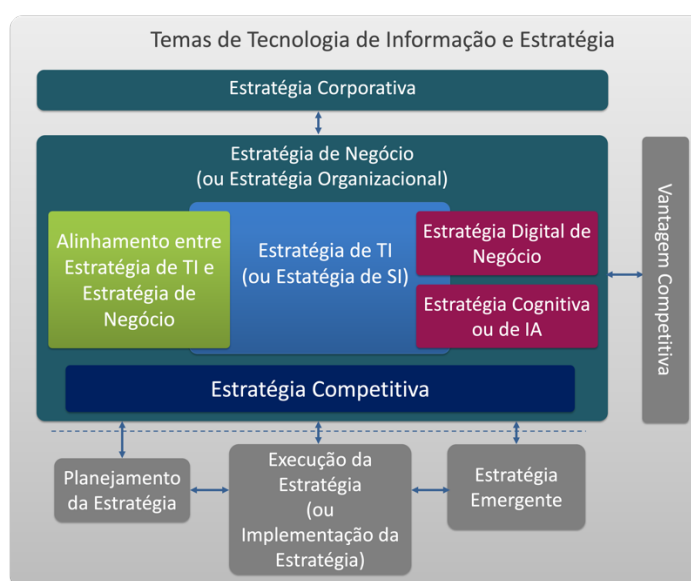 Temas de Tecnologia de Informação e Estratégia
Estratégia Corporativa
Estratégia de Negócio
(ou Estratégia Organizacional)
Alinhamento entre
Estratégia de TI e
Estratégia de
Negócio
Estratégia de TI
(ou Estatégia de SI)
Estratégia Digital de
Negócio
Estratégia Cognitiva
ou de IA
Estratégia Competitiva
Vantagem Competitiva
Planejamento
da Estratégia
Execução da
Estratégia
(ou
Implementação da
Estratégia)
Estratégia
Emergente